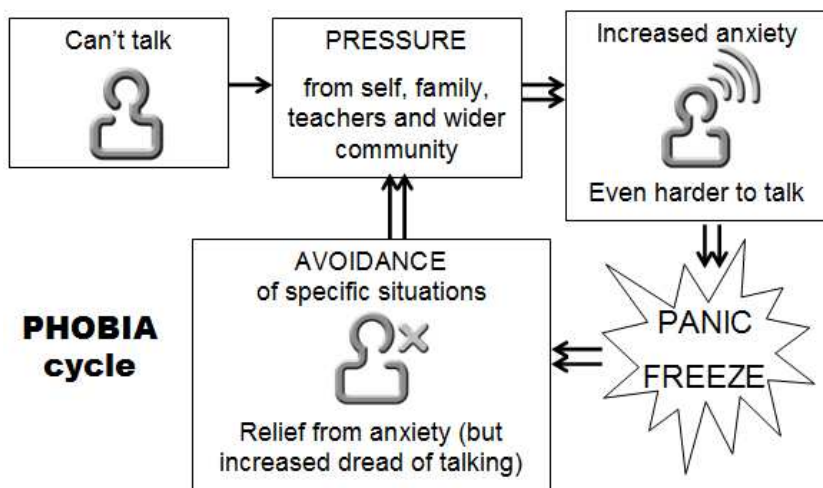 Can't talk
PRESSURE
from self, family,
teachers and wider
community
Increased anxiety
Even harder to talk
PANIC
FREEZE
AVOIDANCE
of specific situations
Relief from anxiety (but
increased dread of talking)
PHOBIA
cycle